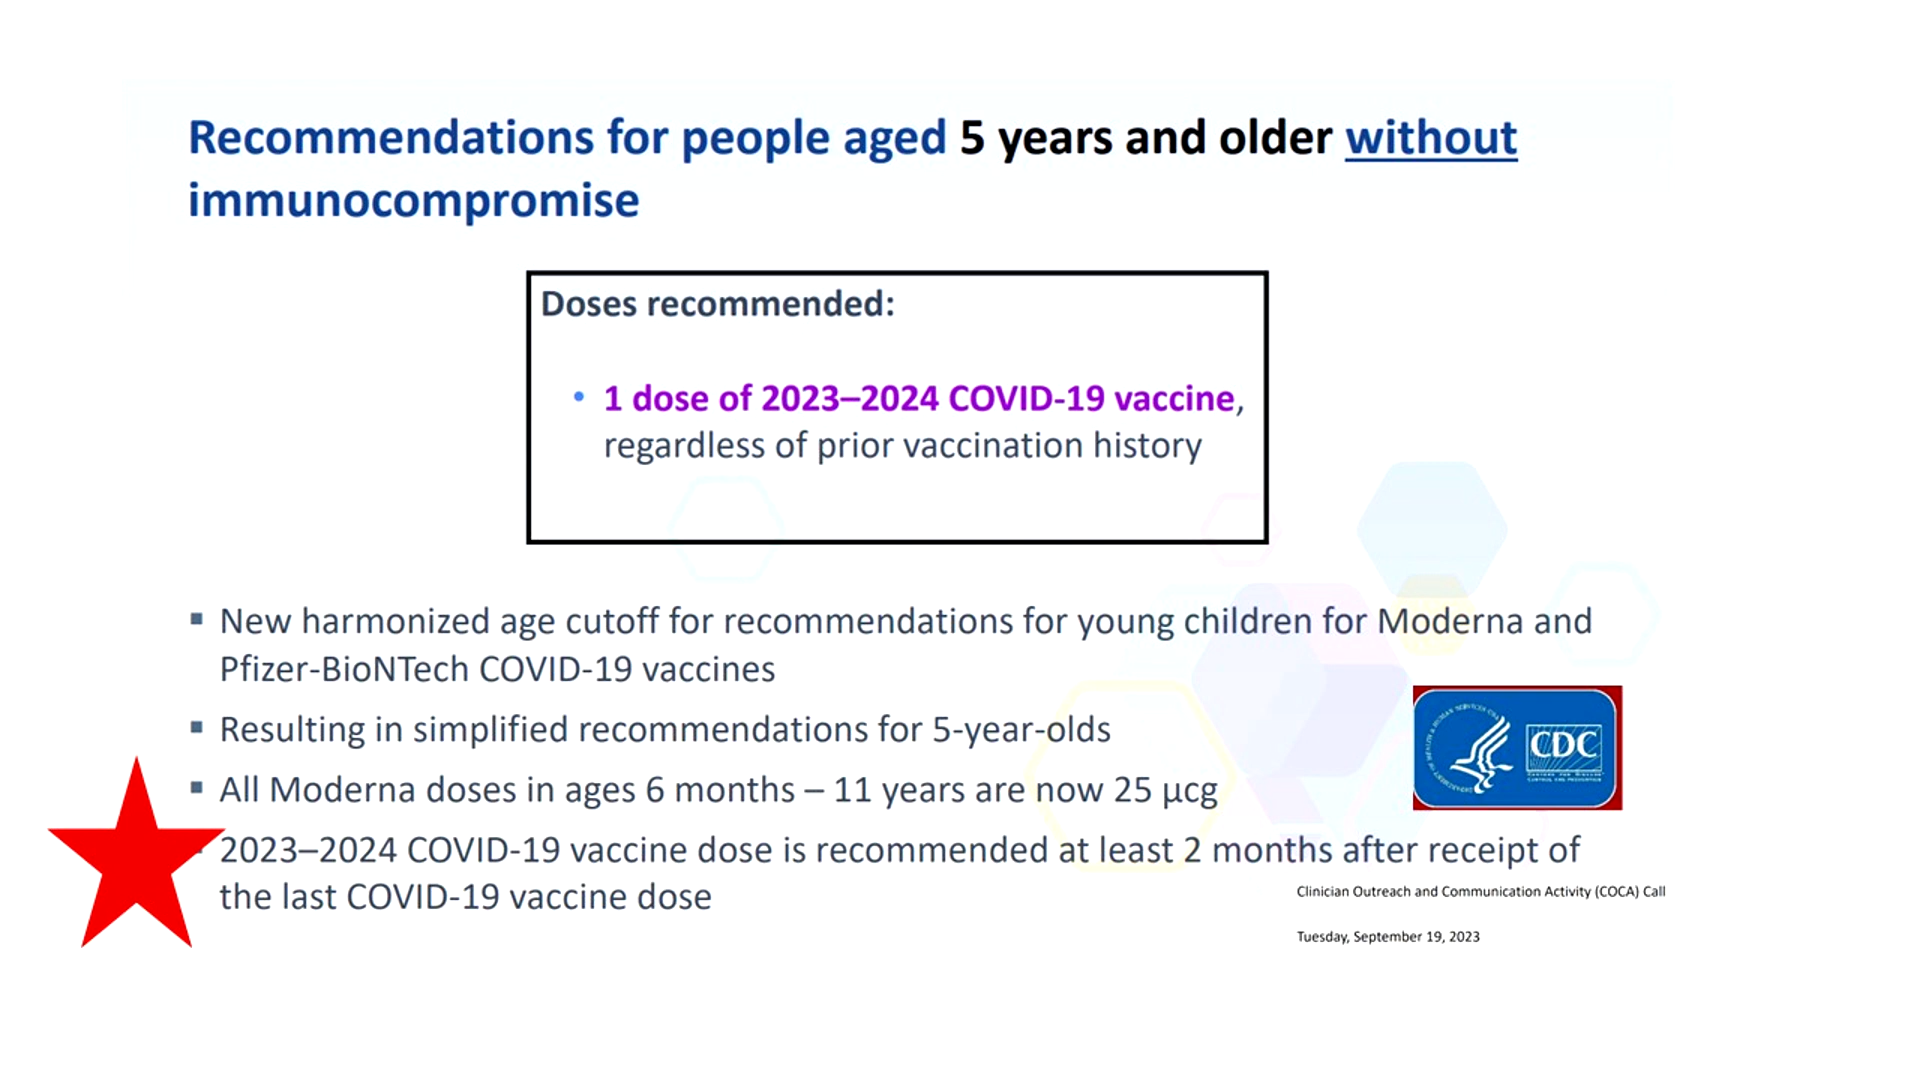 Recommendations for people aged 5 years and older without
immunocompromise
Doses recommended:
• 1 dose of 2023–2024 COVID-19 vaccine,
regardless of prior vaccination history
▪ New harmonized age cutoff for recommendations for young children for Moderna and
Pfizer-BioNTech COVID-19 vaccines
▪ Resulting in simplified recommendations for 5-year-olds
▪ All Moderna doses in ages 6 months – 11 years are now 25 µcg
2023–2024 COVID-19 vaccine dose is recommended at least 2 months after receipt of
the last COVID-19 vaccine dose
CDC
Clinician Outreach and Communication Activity (COCA) Call
Tuesday, September 19, 2023